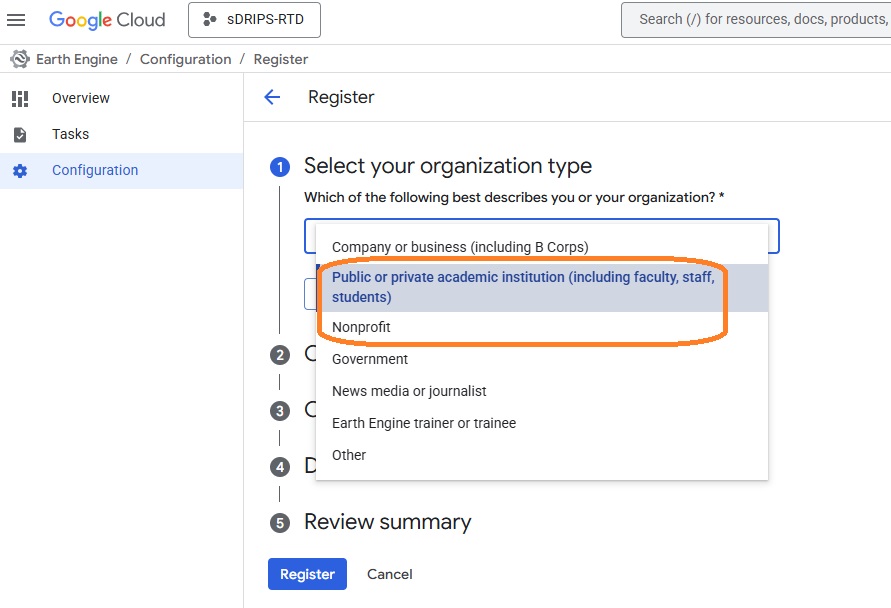 Google Cloud
sDRIPS-RTD
Search (/) for resources, docs, products,
Earth Engine / Configuration / Register
Overview
Tasks
Configuration
Register
1 Select your organization type
Which of the following best describes you or your organization? *
Company or business (including B Corps)
Public or private academic institution (including faculty, staff,
students)
Nonprofit
2
Government
News media or journalist
3
Earth Engine trainer or trainee
Other
4
5 Review summary
Register
Cancel